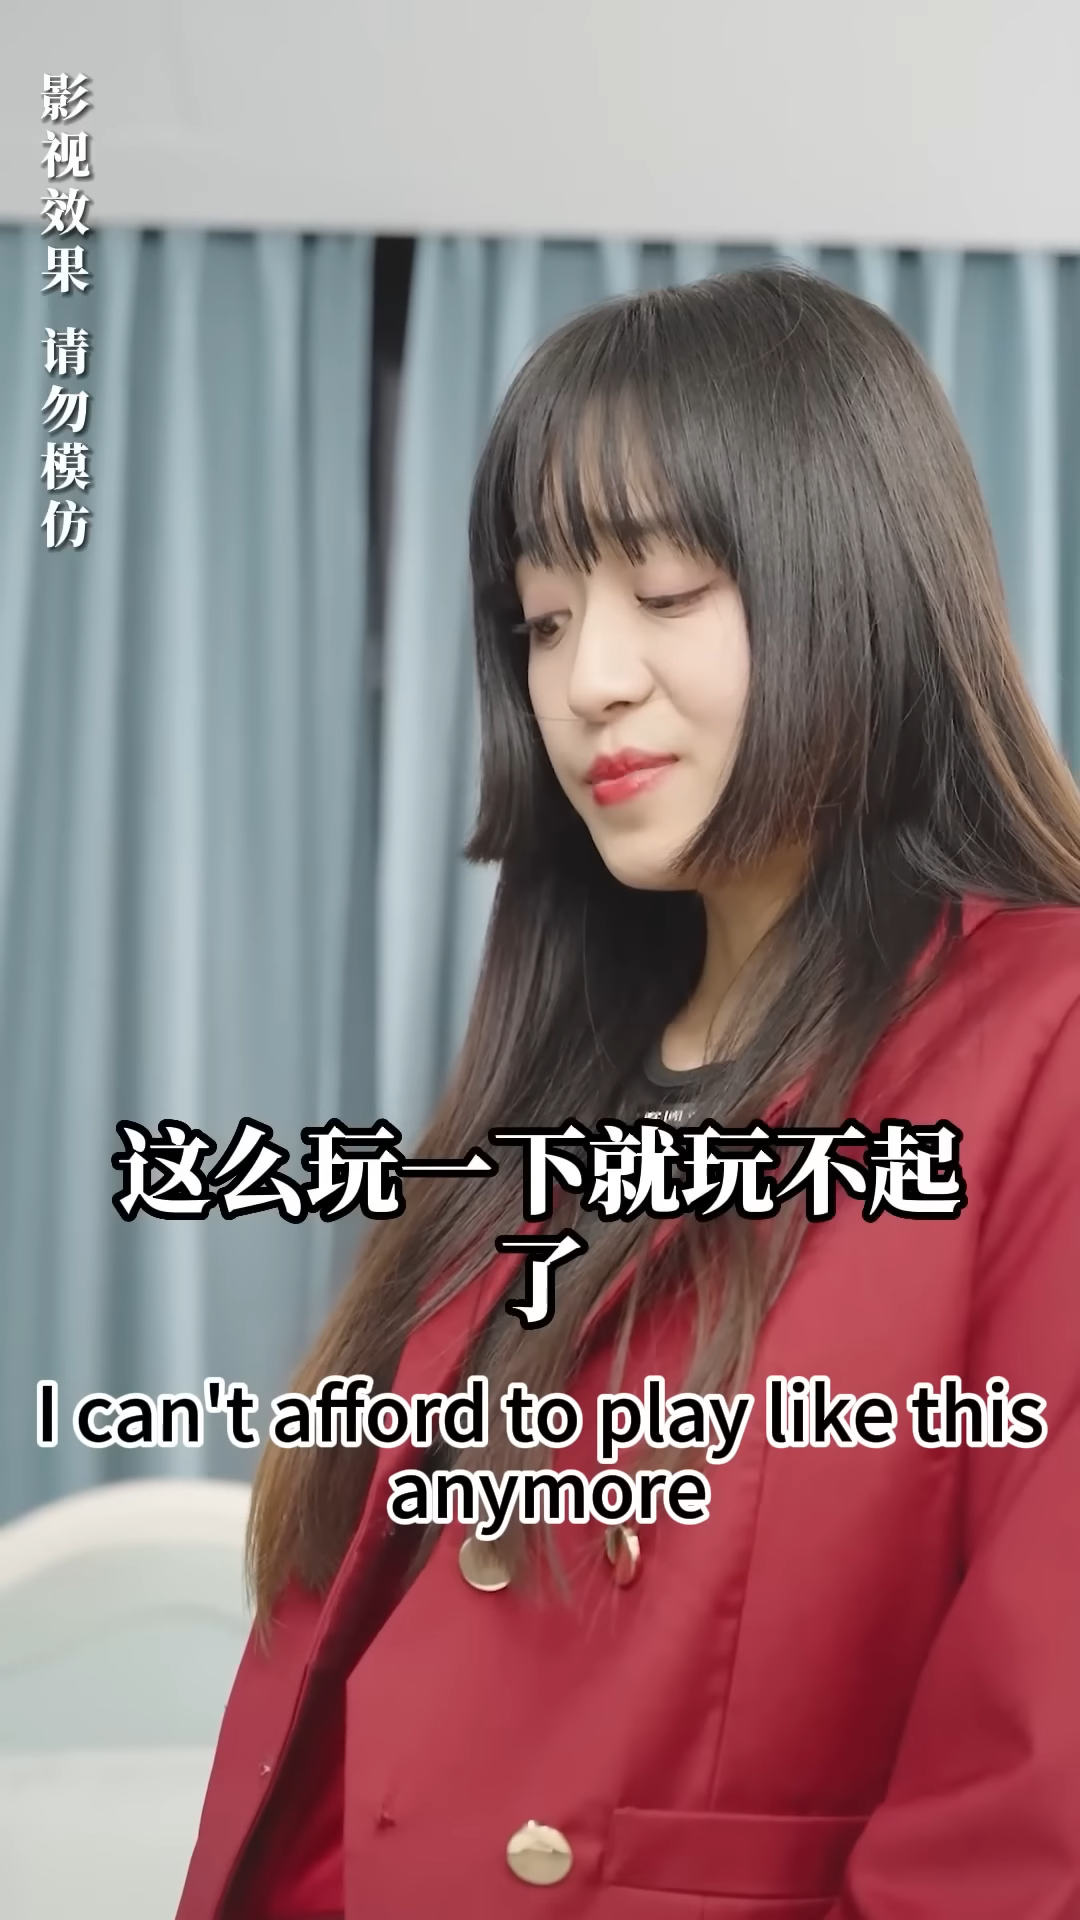 影视效果 请勿模仿
这么玩一下就玩不起
了
I can't afford to play like this
anymore